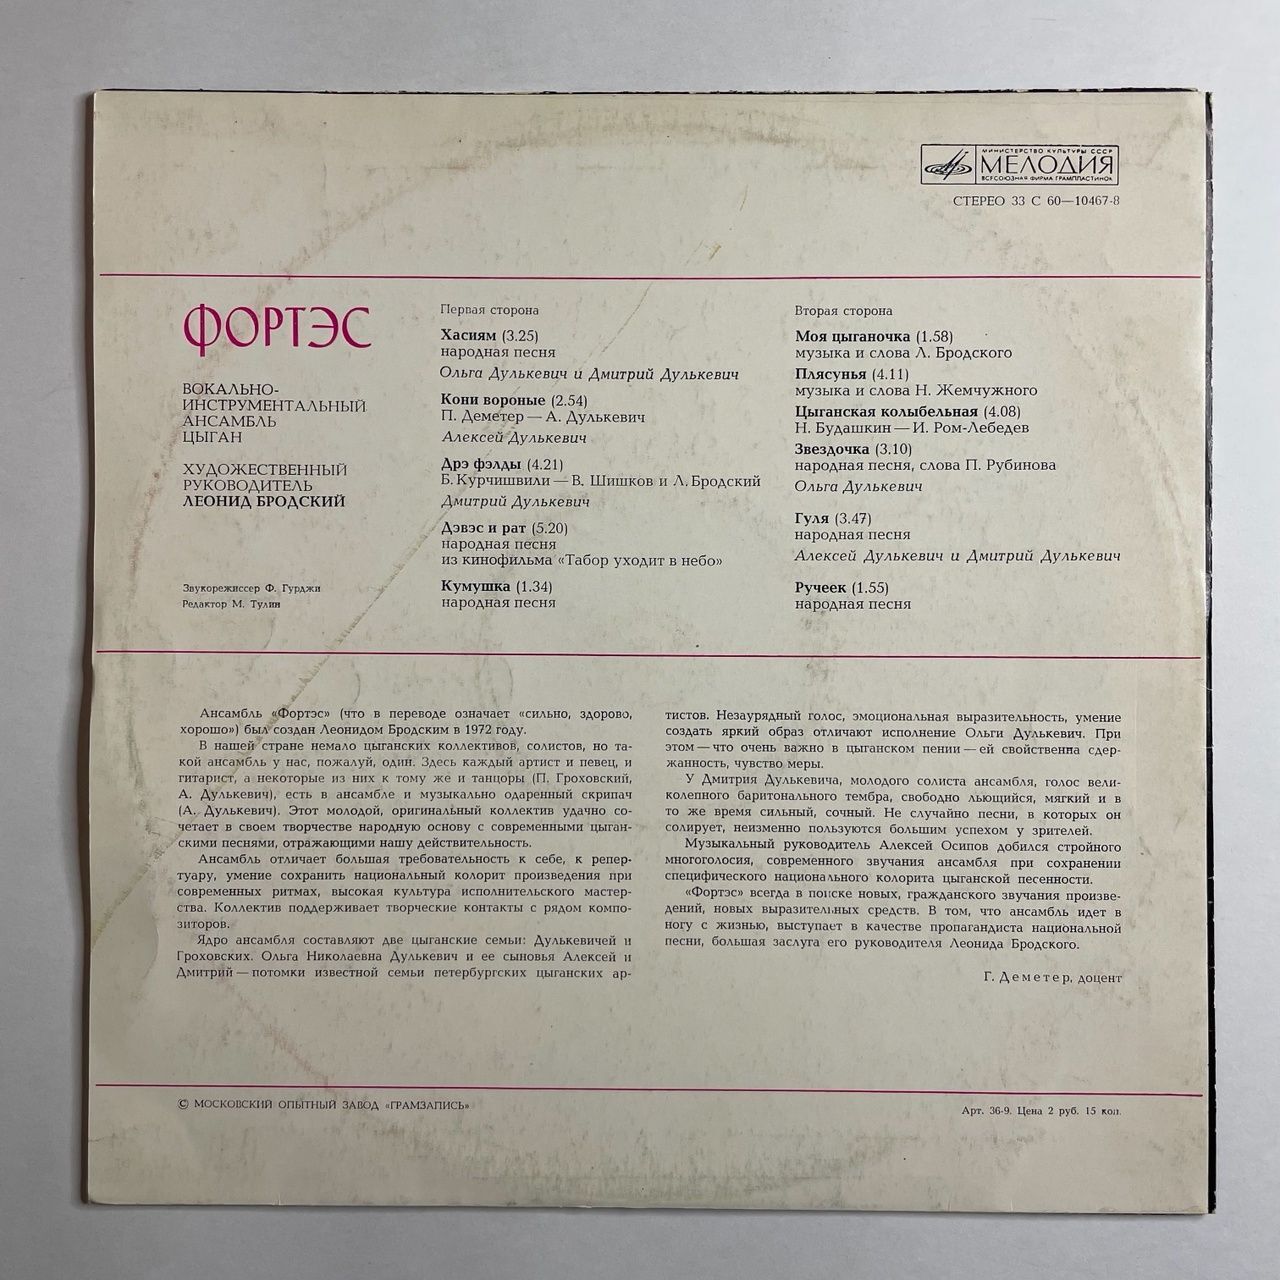 МИНИСТЕРСТВО КУЛЬТУРЫ СССР
МЕЛОДИЯ
ВСЕСОЮЗНАЯ ФИРМА ГРАМПЛАСТИНОК
СТЕРЕО 33 С 60—10467-8
ФОРТЭС
ВОКАЛЬНО-
ИНСТРУМЕНТАЛЬНЫЙ
АНСАМБЛЬ
ЦЫГАН
ХУДОЖЕСТВЕННЫЙ
РУКОВОДИТЕЛЬ
ЛЕОНИД БРОДСКИЙ
Звукорежиссер Ф. Гурджи
Редактор М. Тулин
Первая сторона
Хасиям (3.25)
народная песня
Ольга Дулькевич и Дмитрий Дулькевич
Кони вороные (2.54)
П. Деметер — А. Дулькевич
Алексей Дулькевич
Дрэ фэлды (4.21)
Б. Курчишвили — В. Шишков и Л. Бродский
Дмитрий Дулькевич
Дэвэс и рат (5.20)
народная песня
из кинофильма «Табор уходит в небо»
Кумушка (1.34)
народная песня
Вторая сторона
Моя цыганочка (1.58)
музыка и слова Л. Бродского
Плясунья (4.11)
музыка и слова Н. Жемчужного
Цыганская колыбельная (4.08)
Н. Будашкин — И. Ром-Лебедев
Звездочка (3.10)
народная песня, слова П. Рубинова
Ольга Дулькевич
Гуля (3.47)
народная песня
Алексей Дулькевич и Дмитрий Дулькевич
Ручеек (1.55)
народная песня
Ансамбль «Фортэс» (что в переводе означает «сильно, здорово,
хорошо») был создан Леонидом Бродским в 1972 году.
В нашей стране немало цыганских коллективов, солистов, но та-
кой ансамбль у нас, пожалуй, один. Здесь каждый артист и певец, и
гитарист, а некоторые из них к тому же и танцоры (П. Гроховский,
А. Дулькевич), есть в ансамбле и музыкально одаренный скрипач
(А. Дулькевич). Этот молодой, оригинальный коллектив удачно со-
четает в своем творчестве народную основу с современными цыган-
скими песнями, отражающими нашу действительность.
Ансамбль отличает большая требовательность к себе, к репер-
туару, умение сохранить национальный колорит произведения при
современных ритмах, высокая культура исполнительского мастер-
ства. Коллектив поддерживает творческие контакты с рядом компо-
зиторов.
Ядро ансамбля составляют две цыганские семьи: Дулькевичей и
Гроховских. Ольга Николаевна Дулькевич и ее сыновья Алексей и
Дмитрий — потомки известной семьи петербургских цыганских ар-
тистов. Незаурядный голос, эмоциональная выразительность, умение
создать яркий образ отличают исполнение Ольги Дулькевич. При
этом — что очень важно в цыганском пении — ей свойственна сдер-
жанность, чувство меры.
У Дмитрия Дулькевича, молодого солиста ансамбля, голос вели-
колепного баритонального тембра, свободно льющийся, мягкий и в
то же время сильный, сочный. Не случайно песни, в которых он
солирует, неизменно пользуются большим успехом у зрителей.
Музыкальный руководитель Алексей Осипов добился стройного
многоголосия, современного звучания ансамбля при сохранении
специфического национального колорита цыганской песенности.
«Фортэс» всегда в поиске новых, гражданского звучания произве-
дений, новых выразительных средств. В том, что ансамбль идет в
ногу с жизнью, выступает в качестве пропагандиста национальной
песни, большая заслуга его руководителя Леонида Бродского.
Г. Деметер, доцент
© МОСКОВСКИЙ ОПЫТНЫЙ ЗАВОД «ГРАМЗАПИСЬ»
Арт. 36-9. Цена 2 руб. 15 коп.